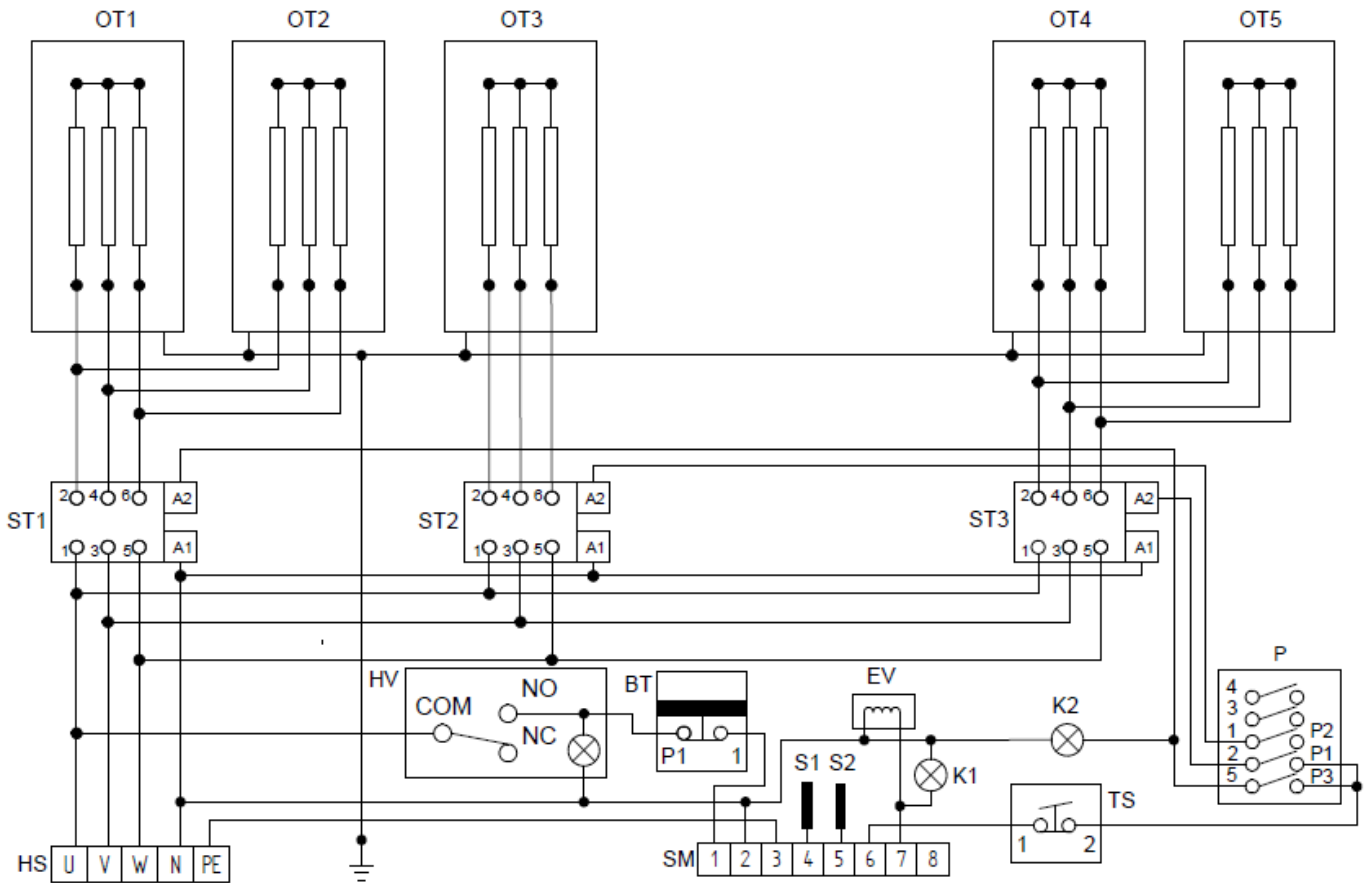 OT1 OT2 OT3 OT4 OT5
2 4 6 A2 2 4 6 A2 2 4 6 A2
ST1 ST2 ST3
1 3 5 A1 1 3 5 A1 1 3 5 A1
HV COM NO NC
BT P1 1
EV
K2
P
4
3
1 P2
2 P1
5 P3
S1 S2 K1
TS
1 2
HS U V W N PE
SM 1 2 3 4 5 6 7 8